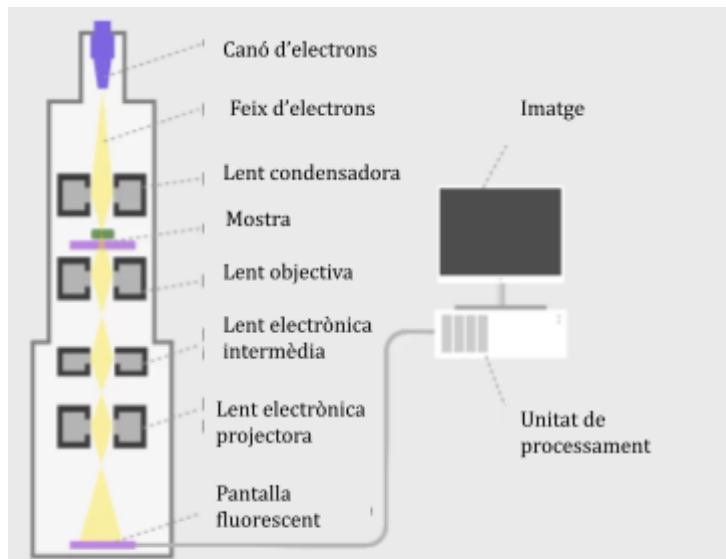 Canó d'electrons
Feix d'electrons
Imatge
Lent condensadora
Mostra
Lent objectiva
Lent electrònica
intermèdia
Lent electrònica
projectora
Unitat de
processament
Pantalla
fluorescent